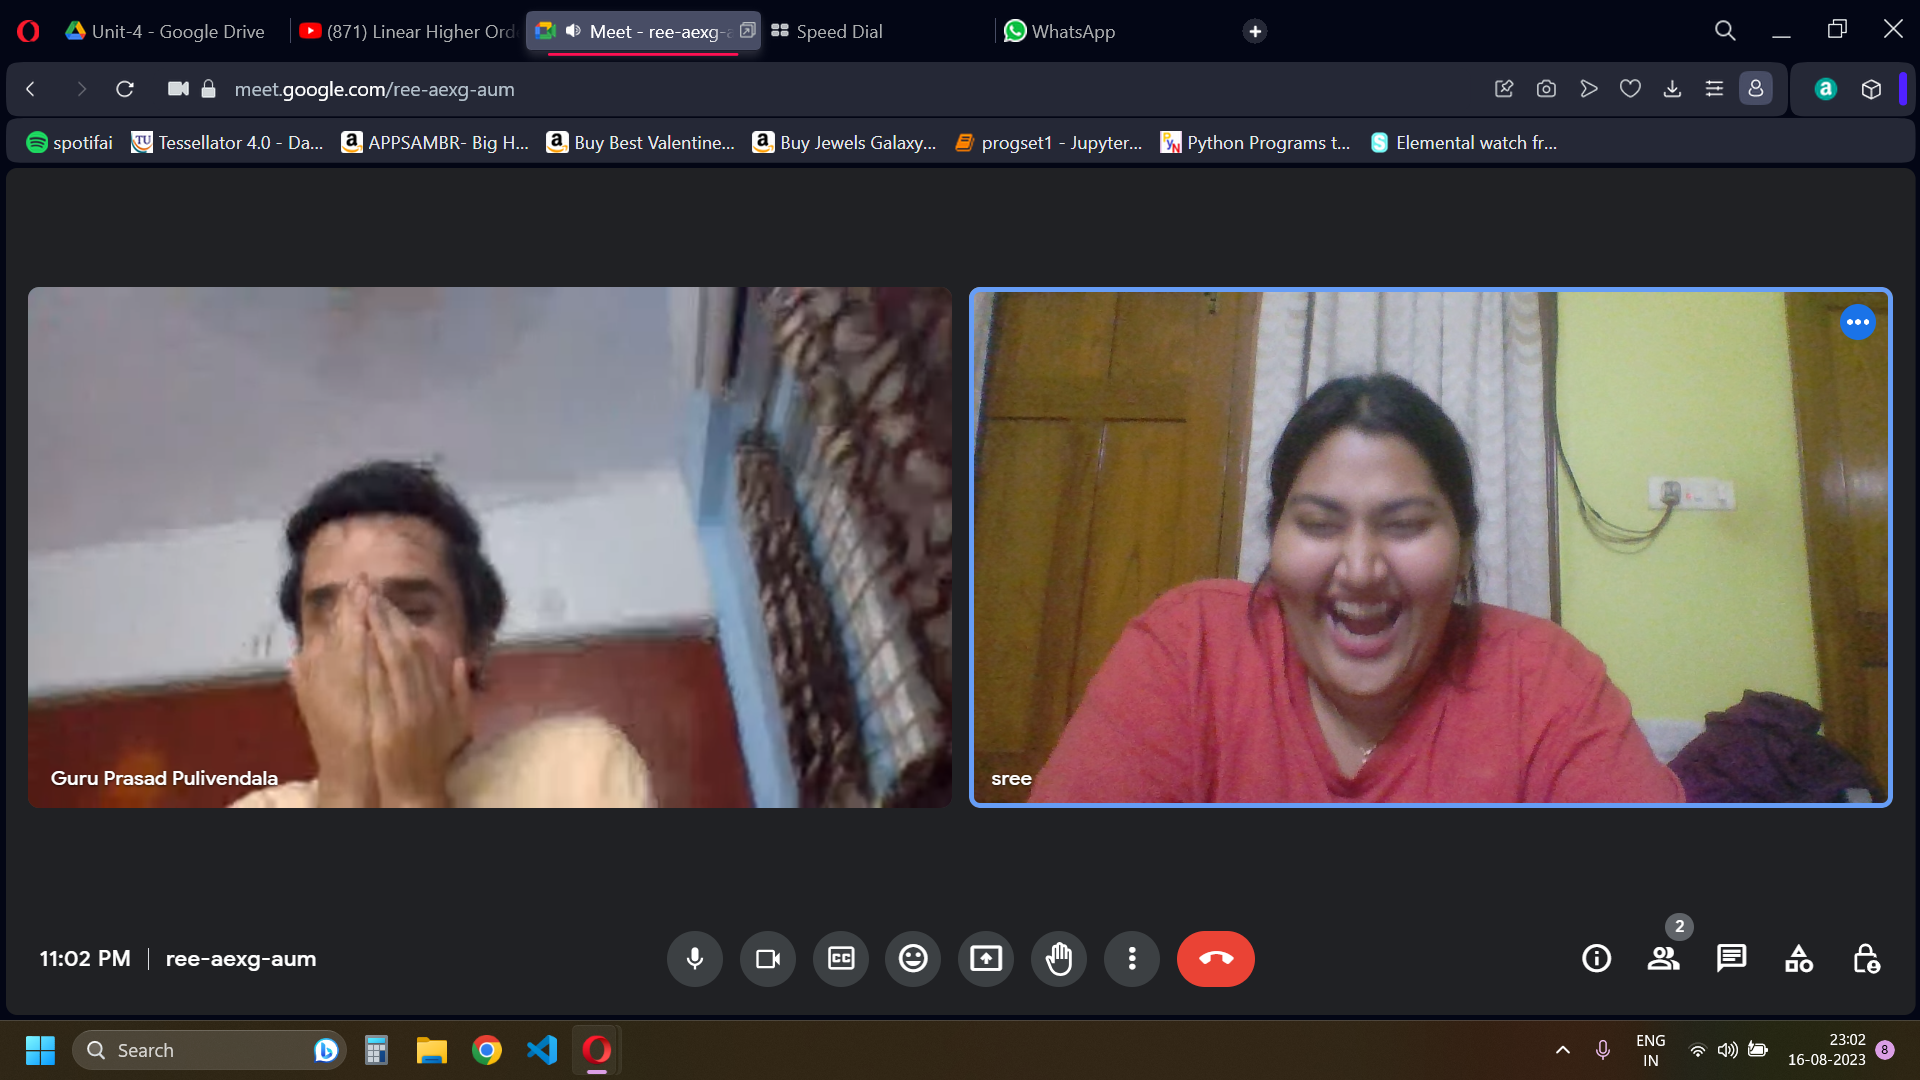 Unit-4 - Google Drive
(871) Linear Higher Ord
Meet - ree-aexg-a
Speed Dial
WhatsApp
meet.google.com/ree-aexg-aum
spotifai
TU Tessellator 4.0 - Da...
APPSAMBR- Big H...
Buy Best Valentine...
Buy Jewels Galaxy...
progset1 - Jupyter...
Python Programs t...
Elemental watch fr...
Guru Prasad Pulivendala
sree
11:02 PM | ree-aexg-aum
CC
2
Search
ENG
IN
23:02
16-08-2023
8